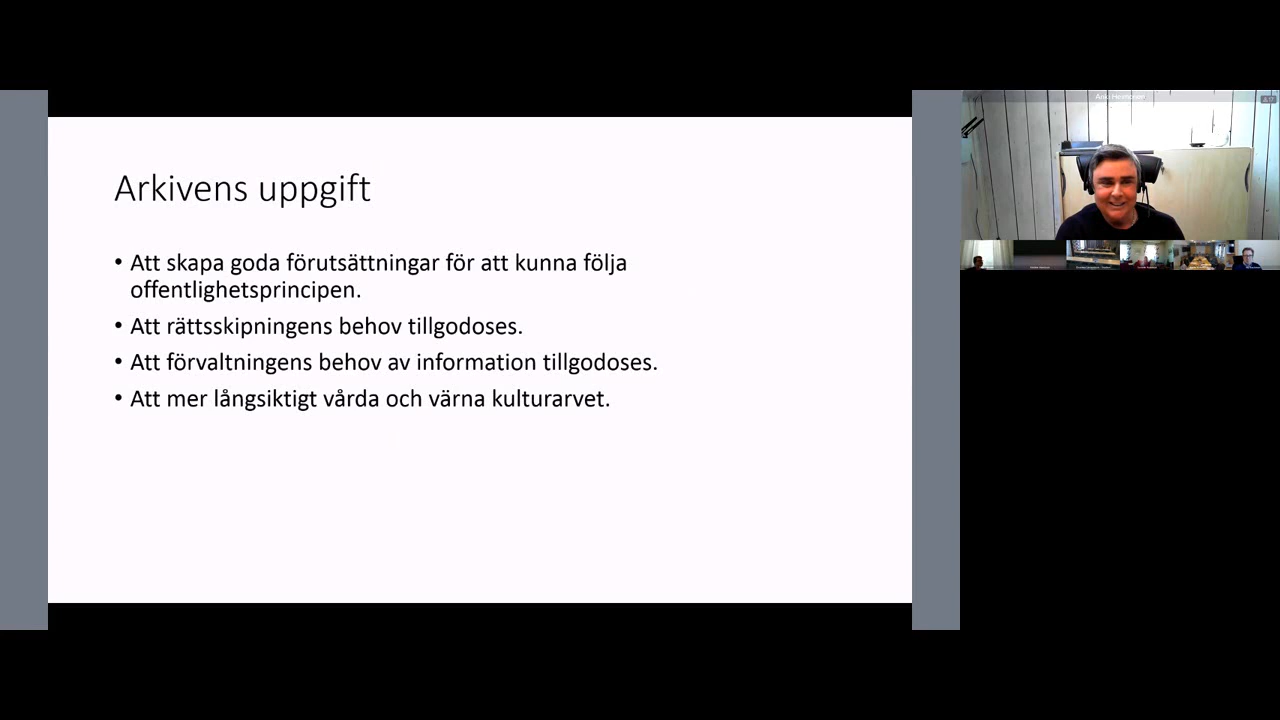 Arkivens uppgift
• Att skapa goda förutsättningar för att kunna följa
offentlighetsprincipen.
• Att rättsskipningens behov tillgodoses.
• Att förvaltningens behov av information tillgodoses.
• Att mer långsiktigt vårda och värna kulturarvet.